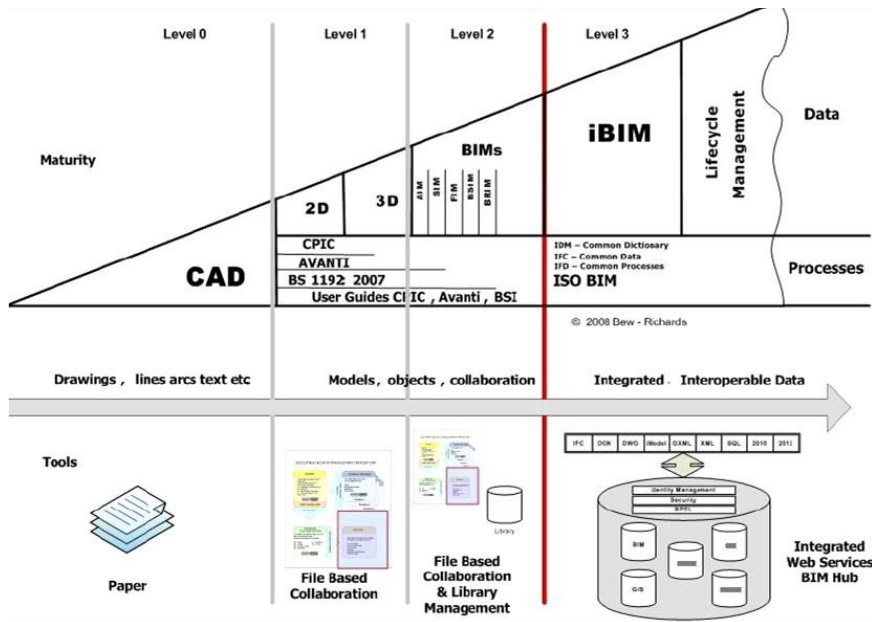 Level 0
Level 1
Level 2
Level 3
Maturity
2D
3D
BIMs
AIM
SIM
FIM
BSIM
BRIM
iBIM
Lifecycle
Management
Data
CAD
CPIC
AVANTI
BS 1192: 2007
User Guides CPIC , Avanti , BSI
IDM – Common Dictionary
IFC – Common Data
IFD – Common Processes
ISO BIM
Processes
© 2008 Bew - Richards
Drawings , lines arcs text etc
Models, objects , collaboration
Integrated , Interoperable Data
Tools
IFC
DGN
DWG
iModel
GXML
XML
SQL
2010
Identity Management
Security
BPEL
BIM
GIS
Library
Paper
File Based
Collaboration
File Based
Collaboration
& Library
Management
Integrated
Web Services
BIM Hub